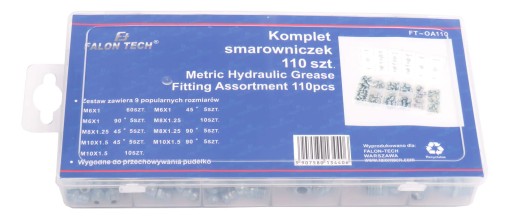 FALON TECH
Komplet
smarowniczek
110 szt.
Metric Hydraulic Grease
Fitting Assortment 110pcs
FT-OA110
• Zestaw zawiera 9 popularnych rozmiarów
M6X1 60SZT. M6X1 45° 5SZT.
M6X1 90° 5SZT. M8X1.25 10SZT.
M8X1.25 45° 5SZT. M8X1.25 90° 5SZT.
M10X1.5 45° 5SZT. M10X1.5 90° 5SZT.
M10X1.5 10SZT.
• Wygodne do przechowywania pudełko
Wyprodukowano dla:
FALON-TECH
WARSZAWA
www.falontech.com
Recyclable